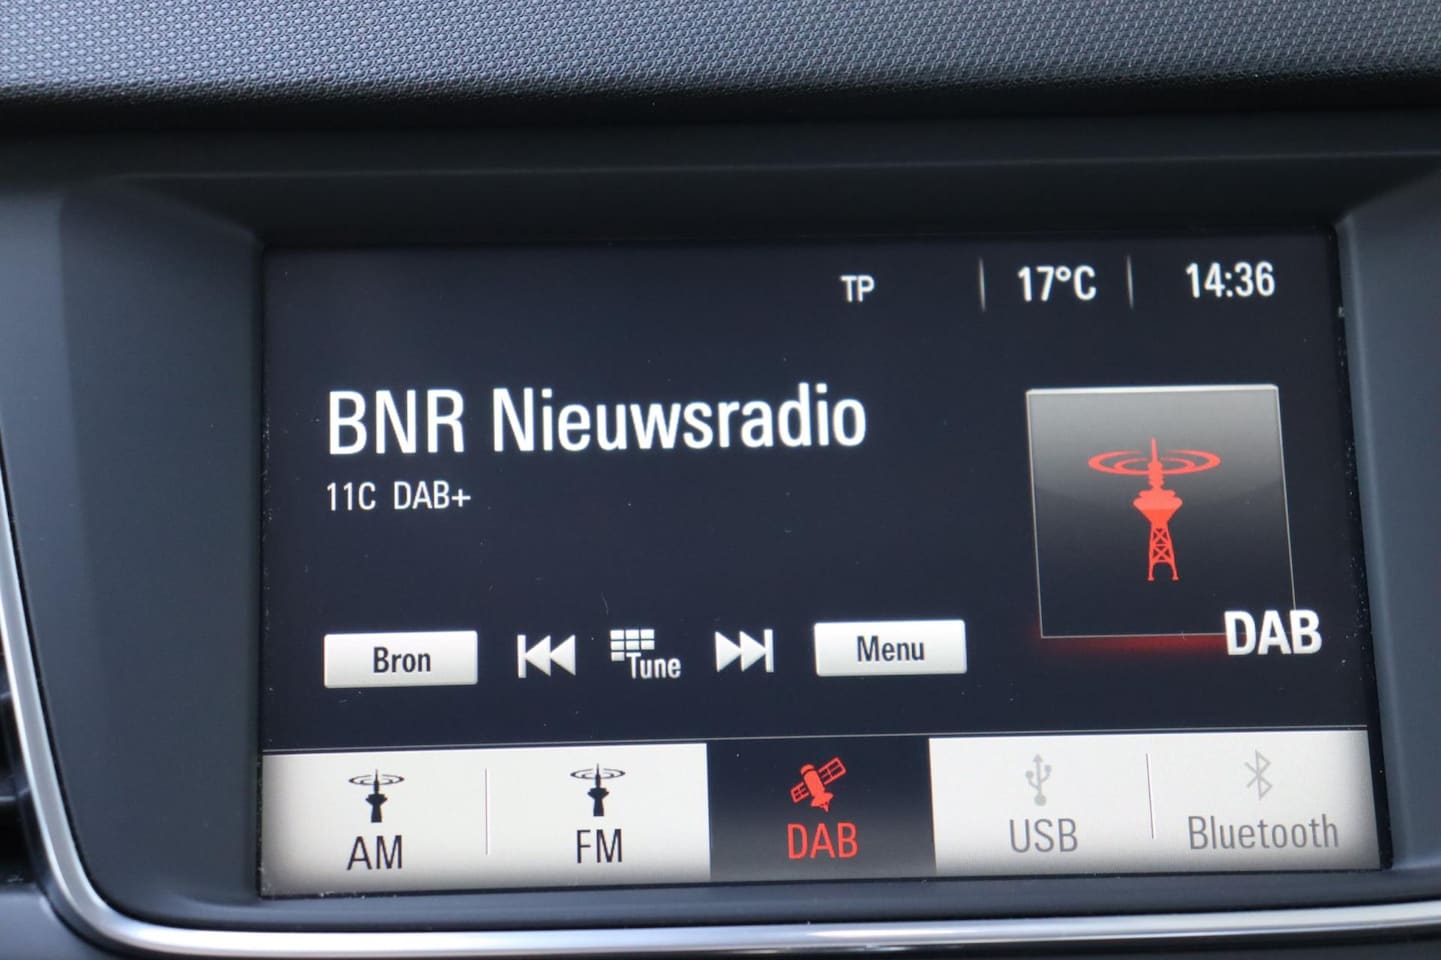 TP 17°C 14:36
BNR Nieuwsradio
11C DAB+
DAB
Bron Tune Menu
AM FM DAB USB Bluetooth